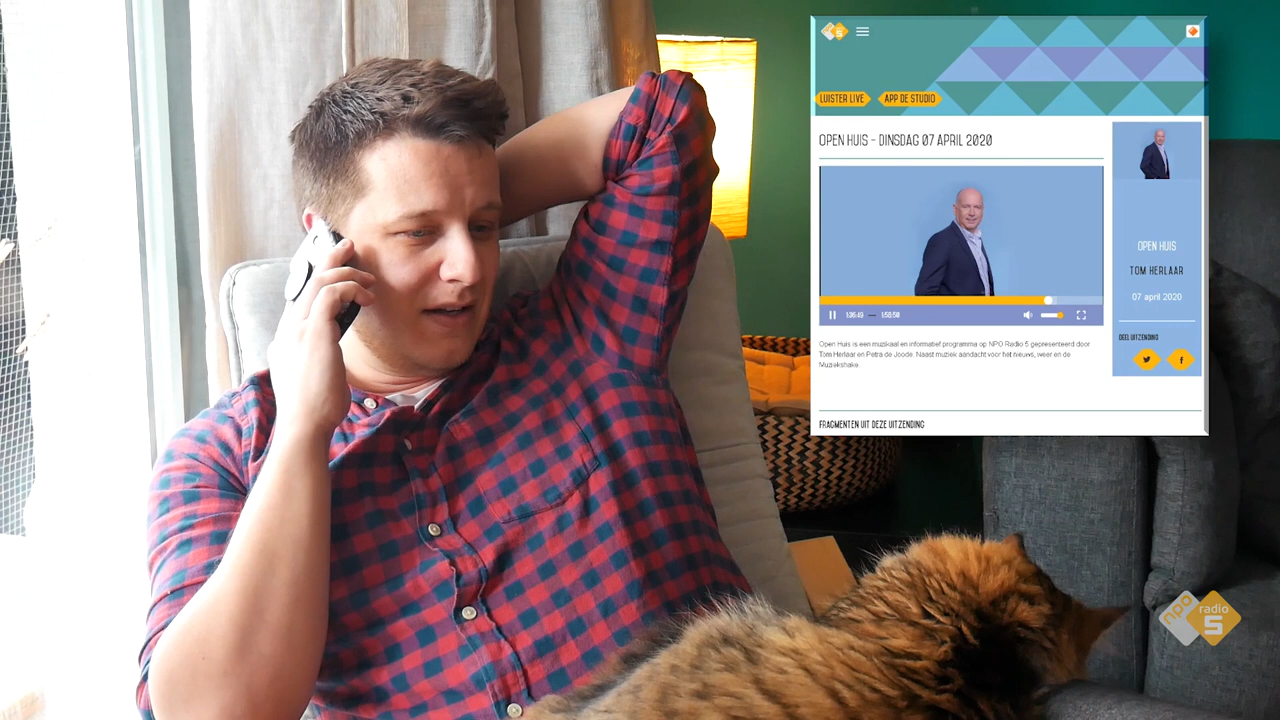 LUISTER LIVE
APP DE STUDIO
OPEN HUIS - DINSDAG 07 APRIL 2020
1:36:49 — 1:58:50
Open Huis is een muzikaal en informatief programma op NPO Radio 5 gepresenteerd door
Tom Herlaar en Petra de Joode. Naast muziek aandacht voor het nieuws, weer en de
Muziekshake.
FRAGMENTEN UIT DEZE UITZENDING
OPEN HUIS
TOM HERLAAR
07 april 2020
DEEL UITZENDING
npo
radio
5